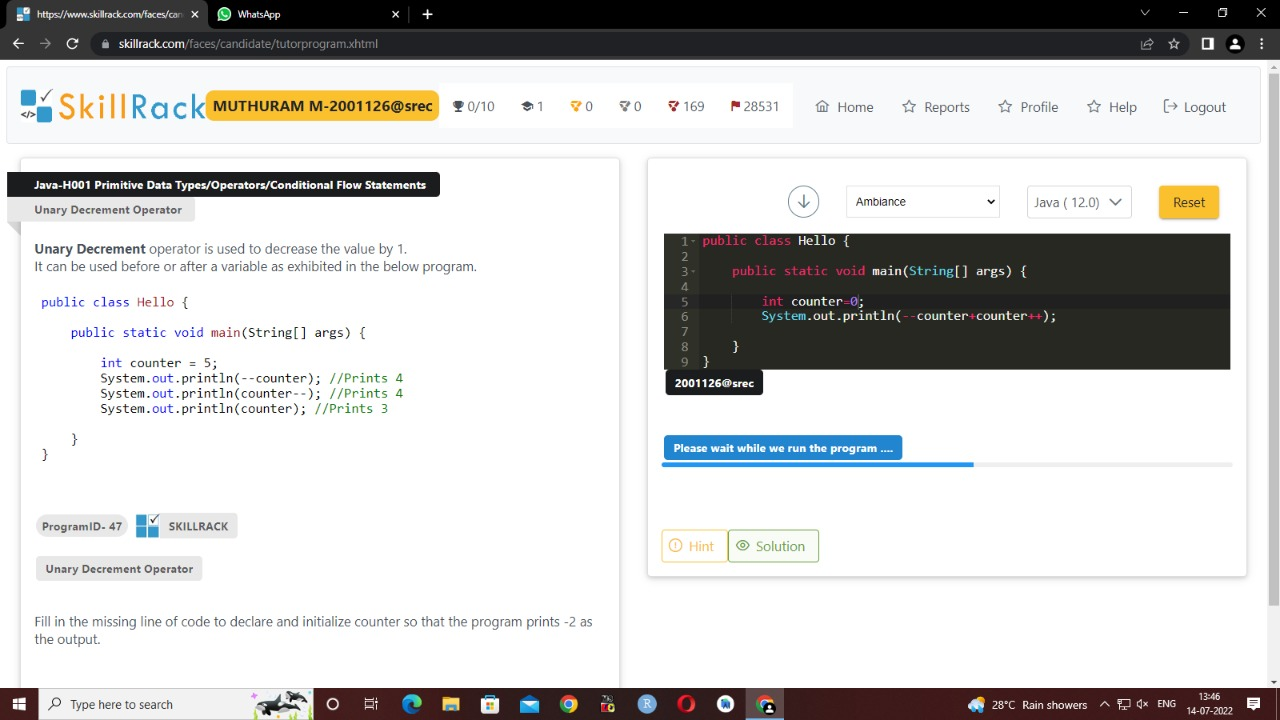 https://www.skillrack.com/faces/can
WhatsApp
skillrack.com/faces/candidate/tutorprogram.xhtml
SkillRack
MUTHURAM M-2001126@srec
0/10
1
0
0
169
28531
Home
Reports
Profile
Help
Logout
Java-H001 Primitive Data Types/Operators/Conditional Flow Statements
Unary Decrement Operator
Unary Decrement operator is used to decrease the value by 1.
It can be used before or after a variable as exhibited in the below program.
public class Hello {
public static void main(String[] args) {
int counter = 5;
System.out.println(--counter); //Prints 4
System.out.println(counter--); //Prints 4
System.out.println(counter); //Prints 3
}
}
ProgramID- 47
SKILLRACK
Unary Decrement Operator
Fill in the missing line of code to declare and initialize counter so that the program prints -2 as
the output.
Ambiance
Java ( 12.0)
Reset
1 public class Hello {
2
3 public static void main(String[] args) {
4
5 int counter=0;
6 System.out.println(--counter+counter++);
7
8 }
9 }
2001126@srec
Please wait while we run the program ....
Hint
Solution
Type here to search
28°C Rain showers
ENG
13:46
14-07-2022